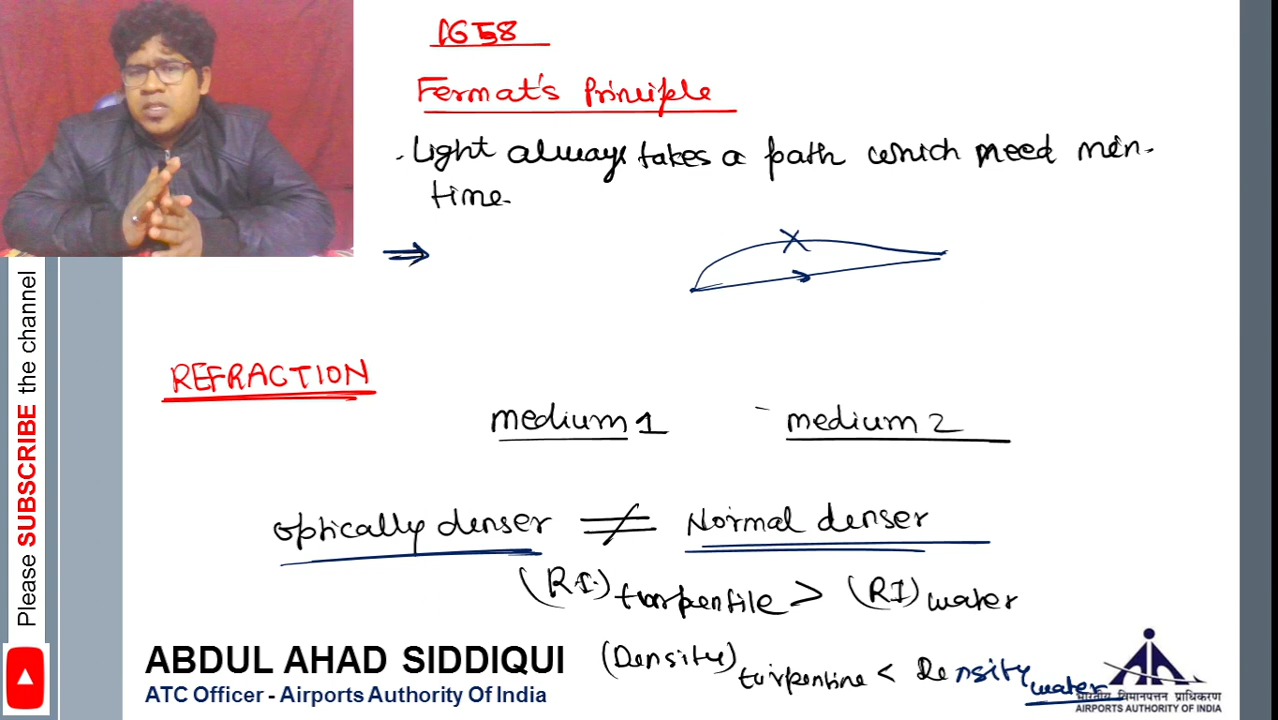 1658
Fermat's Principle
. Light always takes a path which need min.
time.
⇒
REFRACTION
medium 1 medium 2
optically denser ≠ Normal denser
(RI) turpentile > (RI) water
(Density) turpentine < Density water
Please SUBSCRIBE the channel
ABDUL AHAD SIDDIQUI
ATC Officer - Airports Authority Of India
भारतीय विमानपत्तन प्राधिकरण
AIRPORTS AUTHORITY OF INDIA